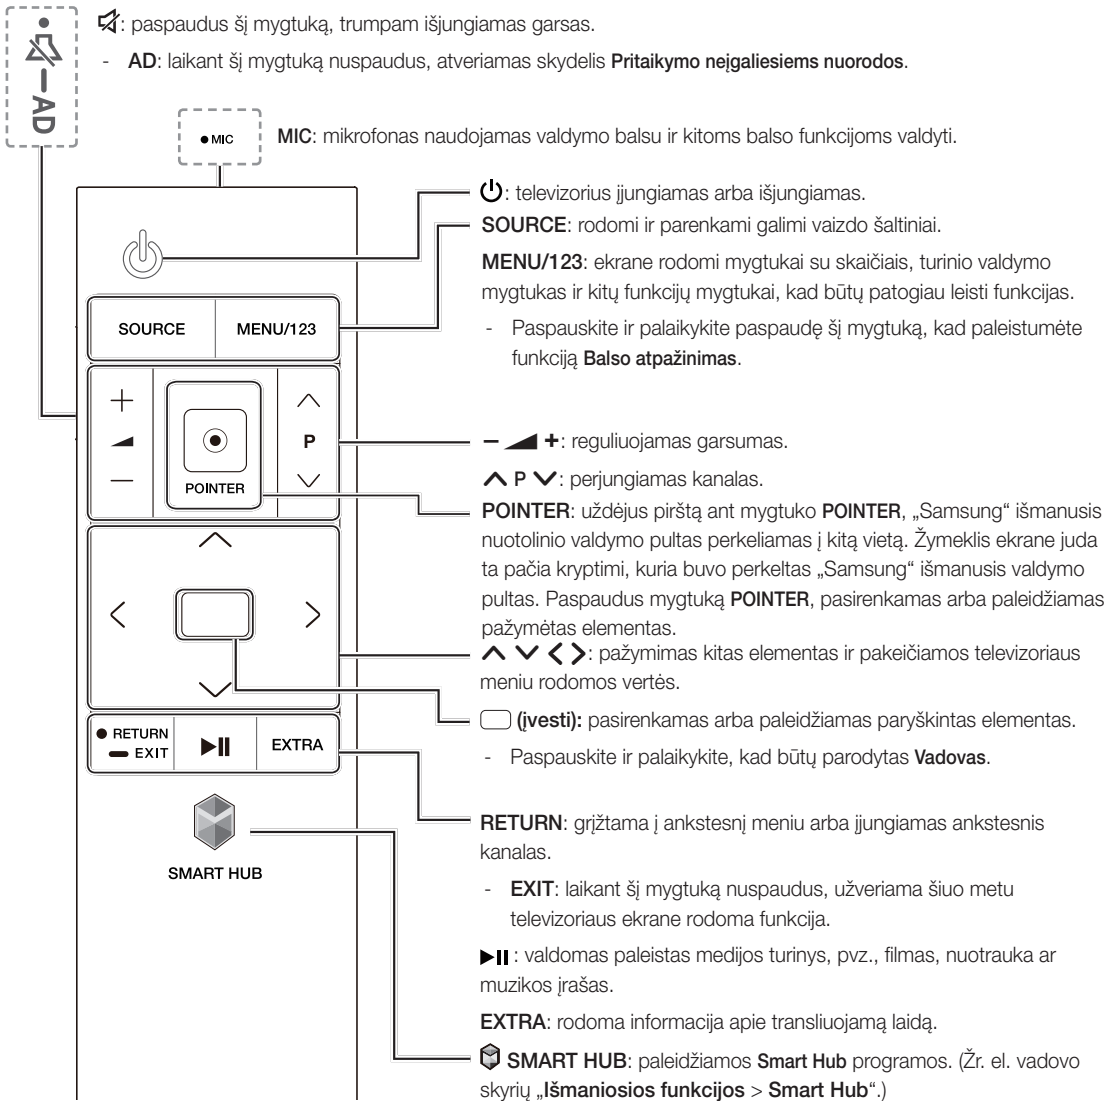 : paspaudus šį mygtuką, trumpam išjungiamas garsas.
- AD: laikant šį mygtuką nuspaudus, atveriamas skydelis Pritaikymo neįgaliesiems nuorodos.
AD
MIC
MIC: mikrofonas naudojamas valdymo balsu ir kitoms balso funkcijoms valdyti.
: televizorius įjungiamas arba išjungiamas.
SOURCE: rodomi ir parenkami galimi vaizdo šaltiniai.
MENU/123: ekrane rodomi mygtukai su skaičiais, turinio valdymo
mygtukas ir kitų funkcijų mygtukai, kad būtų patogiau leisti funkcijas.
- Paspauskite ir palaikykite paspaudę šį mygtuką, kad paleistumėte
funkciją Balso atpažinimas.
SOURCE
MENU/123
+
−
P
POINTER
− +: reguliuojamas garsumas.
P : perjungiamas kanalas.
POINTER: uždėjus pirštą ant mygtuko POINTER, „Samsung“ išmanusis
nuotolinio valdymo pultas perkeliamas į kitą vietą. Žymeklis ekrane juda
ta pačia kryptimi, kuria buvo perkeltas „Samsung“ išmanusis valdymo
pultas. Paspaudus mygtuką POINTER, pasirenkamas arba paleidžiamas
pažymėtas elementas.
: pažymimas kitas elementas ir pakeičiamos televizoriaus
meniu rodomos vertės.
(įvesti): pasirenkamas arba paleidžiamas paryškintas elementas.
- Paspauskite ir palaikykite, kad būtų parodytas Vadovas.
RETURN
EXIT
EXTRA
SMART HUB
RETURN: grįžtama į ankstesnį meniu arba įjungiamas ankstesnis
kanalas.
- EXIT: laikant šį mygtuką nuspaudus, užveriama šiuo metu
televizoriaus ekrane rodoma funkcija.
: valdomas paleistas medijos turinys, pvz., filmas, nuotrauka ar
muzikos įrašas.
EXTRA: rodoma informacija apie transliuojamą laidą.
SMART HUB: paleidžiamos Smart Hub programos. (Žr. el. vadovo
skyrių „Išmaniosios funkcijos > Smart Hub“.)